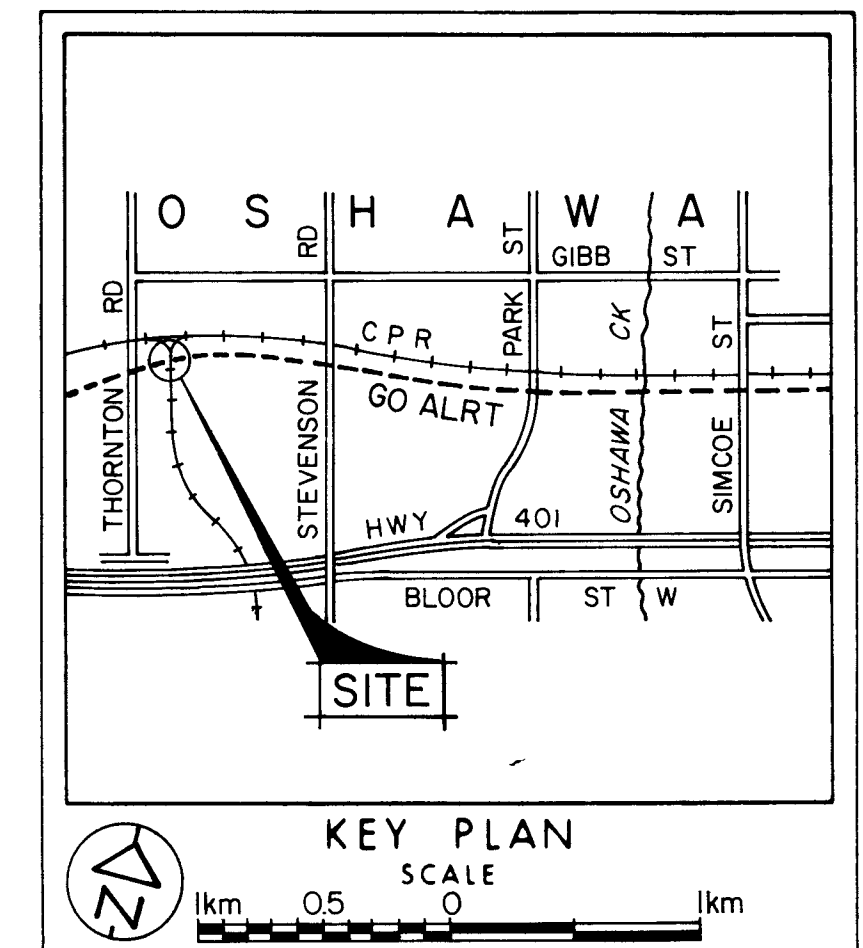 O S H A W A
RD
ST
GIBB ST
RD
CPR
PARK
CK
ST
GO ALRT
THORNTON
STEVENSON
OSHAWA
SIMCOE
HWY 401
BLOOR ST W
SITE
KEY PLAN
SCALE
1km 0.5 0 1km
N